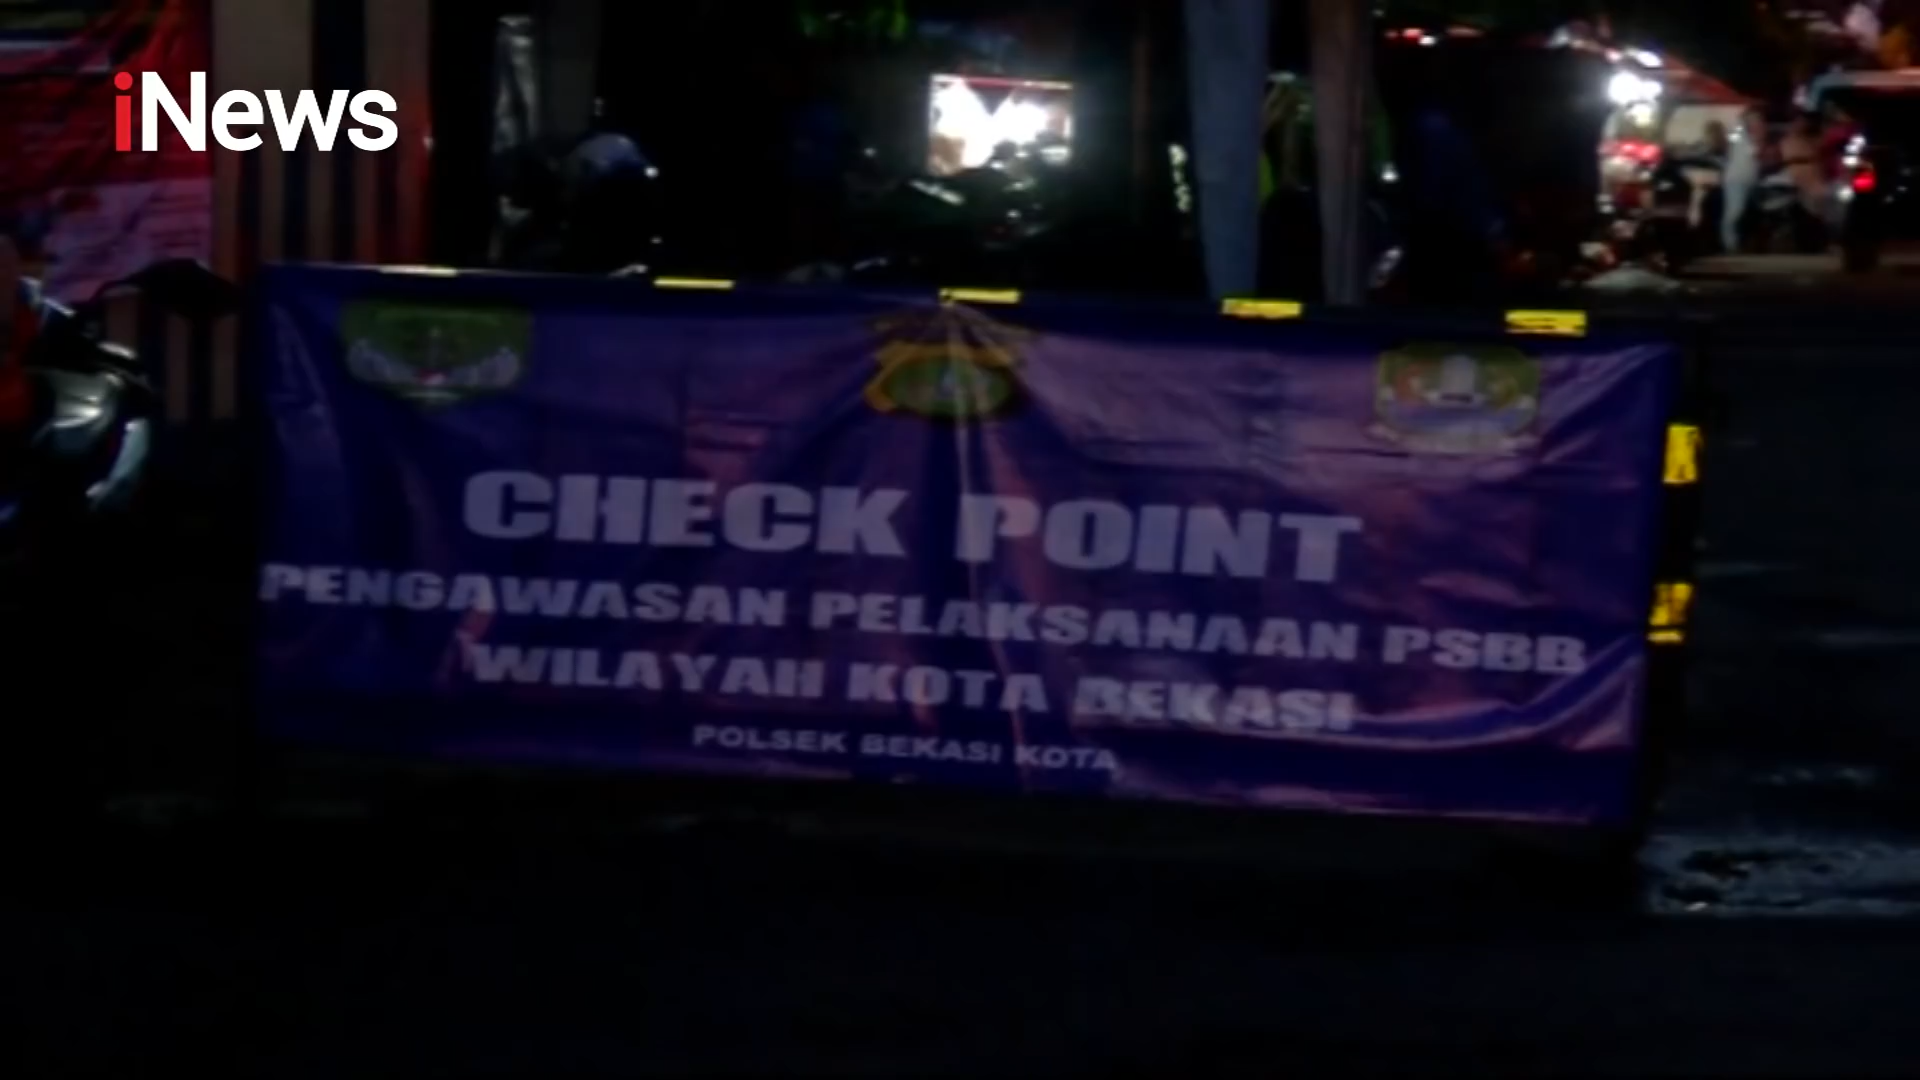 iNews
CHECK POINT
PENGAWASAN PELAKSANAAN PSBB
WILAYAH KOTA BEKASI
POLSEK BEKASI KOTA